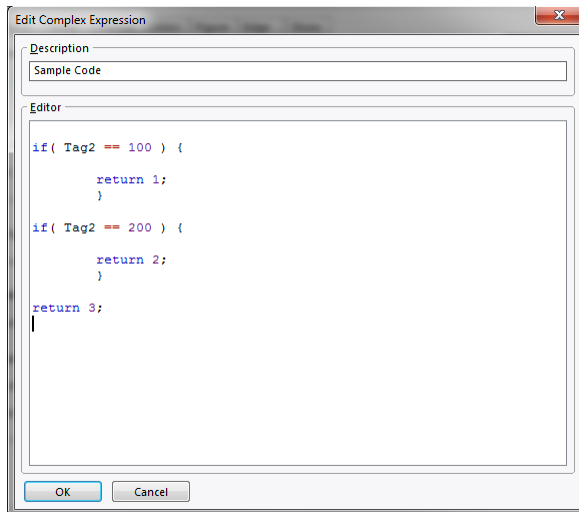 Edit Complex Expression
Description
Sample Code
Editor
if( Tag2 == 100 ) {
return 1;
}
if( Tag2 == 200 ) {
return 2;
}
return 3;
OK Cancel